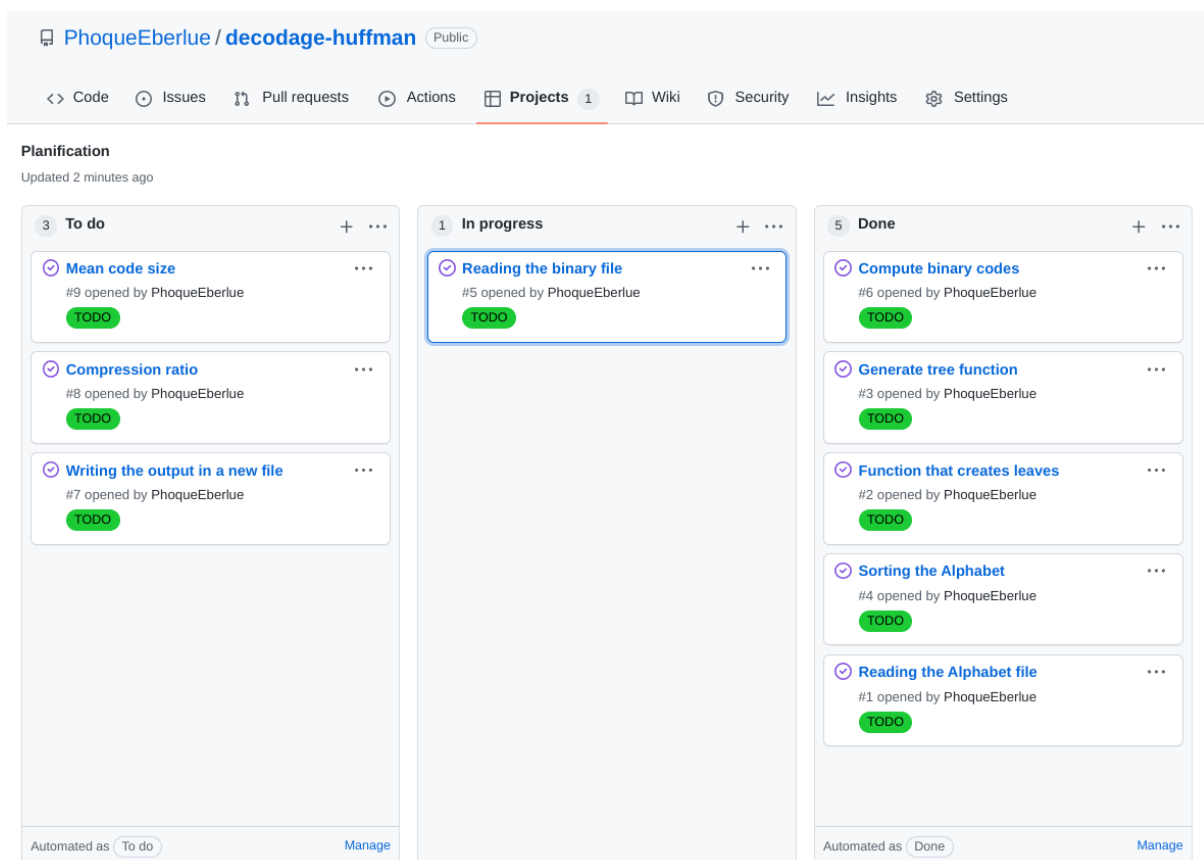 PhoqueEberlue / decodage-huffman Public
Code Issues Pull requests Actions Projects 1 Wiki Security Insights Settings
Planification
Updated 2 minutes ago
3 To do
Mean code size
#9 opened by PhoqueEberlue
TODO
Compression ratio
#8 opened by PhoqueEberlue
TODO
Writing the output in a new file
#7 opened by PhoqueEberlue
TODO
Automated as To do Manage
1 In progress
Reading the binary file
#5 opened by PhoqueEberlue
TODO
5 Done
Compute binary codes
#6 opened by PhoqueEberlue
TODO
Generate tree function
#3 opened by PhoqueEberlue
TODO
Function that creates leaves
#2 opened by PhoqueEberlue
TODO
Sorting the Alphabet
#4 opened by PhoqueEberlue
TODO
Reading the Alphabet file
#1 opened by PhoqueEberlue
TODO
Automated as Done Manage